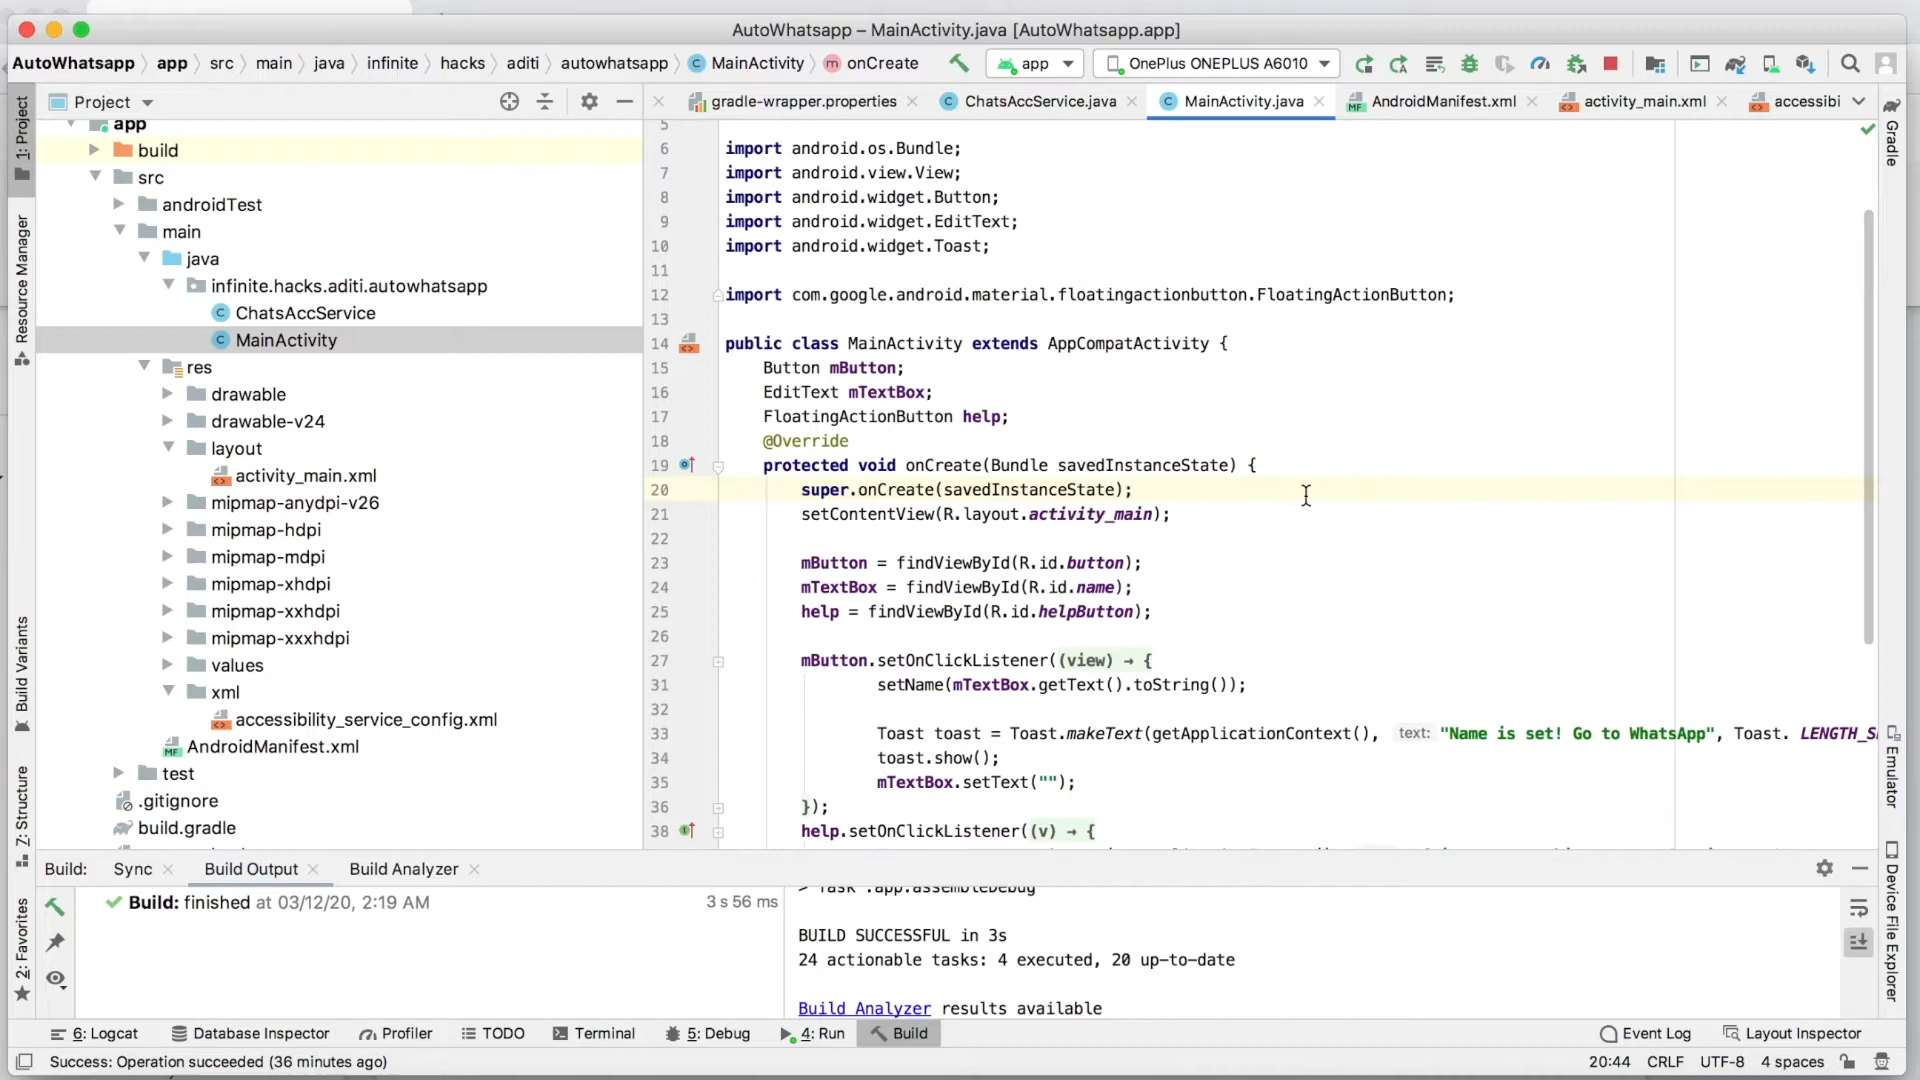 AutoWhatsapp – MainActivity.java [AutoWhatsapp.app]
AutoWhatsapp app src main java infinite hacks aditi autowhatsapp MainActivity onCreate app OnePlus ONEPLUS A6010
Project
gradle-wrapper.properties ChatsAccService.java MainActivity.java AndroidManifest.xml activity_main.xml accessibi
1: Project
Resource Manager
Build Variants
7: Structure
2: Favorites
app
build
src
androidTest
main
java
infinite.hacks.aditi.autowhatsapp
ChatsAccService
MainActivity
res
drawable
drawable-v24
layout
activity_main.xml
mipmap-anydpi-v26
mipmap-hdpi
mipmap-mdpi
mipmap-xhdpi
mipmap-xxhdpi
mipmap-xxxhdpi
values
xml
accessibility_service_config.xml
AndroidManifest.xml
test
.gitignore
build.gradle
5
6 import android.os.Bundle;
7 import android.view.View;
8 import android.widget.Button;
9 import android.widget.EditText;
10 import android.widget.Toast;
11
12 import com.google.android.material.floatingactionbutton.FloatingActionButton;
13
14 public class MainActivity extends AppCompatActivity {
15 Button mButton;
16 EditText mTextBox;
17 FloatingActionButton help;
18 @Override
19 protected void onCreate(Bundle savedInstanceState) {
20 super.onCreate(savedInstanceState);
21 setContentView(R.layout.activity_main);
22
23 mButton = findViewById(R.id.button);
24 mTextBox = findViewById(R.id.name);
25 help = findViewById(R.id.helpButton);
26
27 mButton.setOnClickListener((view) → {
31 setName(mTextBox.getText().toString());
32
33 Toast toast = Toast.makeText(getApplicationContext(), text: "Name is set! Go to WhatsApp", Toast. LENGTH_S
34 toast.show();
35 mTextBox.setText("");
36 });
38 help.setOnClickListener((v) → {
Gradle
Emulator
Device File Explorer
Build: Sync Build Output Build Analyzer
Build: finished at 03/12/20, 2:19 AM 3 s 56 ms
> Task :app:assembleDebug
BUILD SUCCESSFUL in 3s
24 actionable tasks: 4 executed, 20 up-to-date
Build Analyzer results available
6: Logcat Database Inspector Profiler TODO Terminal 5: Debug 4: Run Build Event Log Layout Inspector
Success: Operation succeeded (36 minutes ago) 20:44 CRLF UTF-8 4 spaces